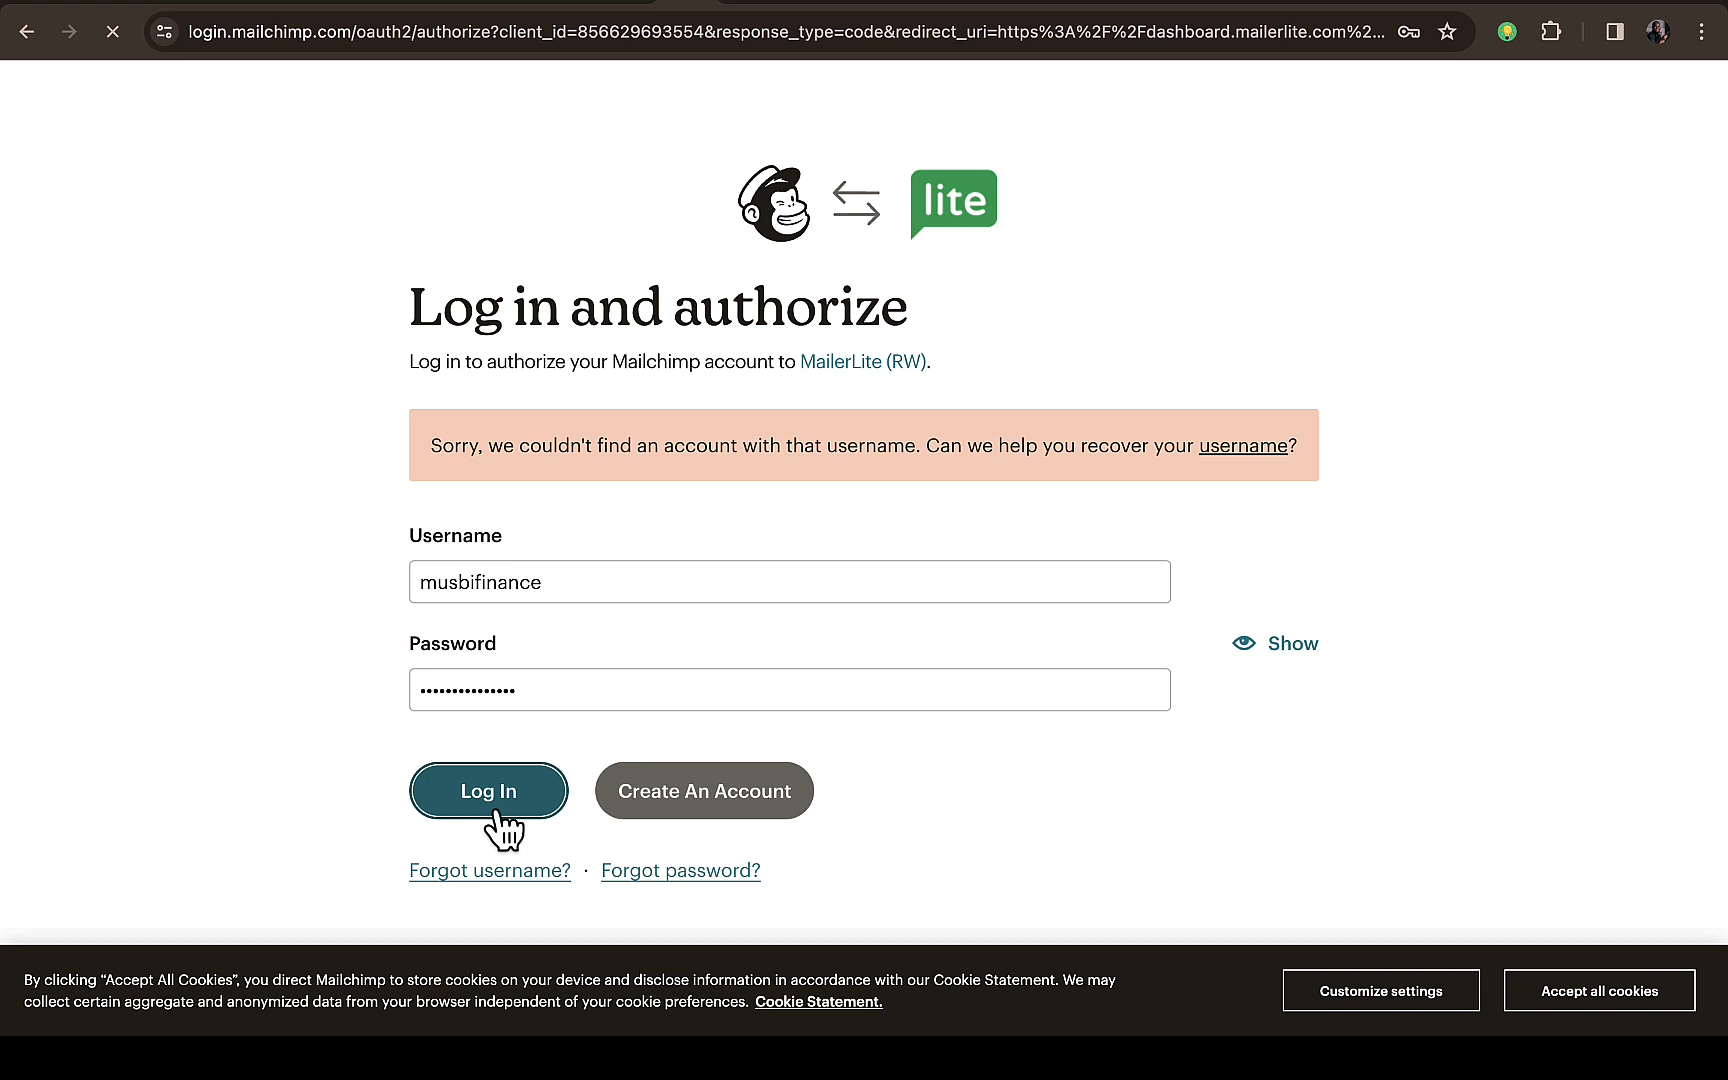 login.mailchimp.com/oauth2/authorize?client_id=856629693554&response_type=code&redirect_uri=https%3A%2F%2Fdashboard.mailerlite.com%2...
lite
Log in and authorize
Log in to authorize your Mailchimp account to MailerLite (RW).
Sorry, we couldn't find an account with that username. Can we help you recover your username?
Username
musbifinance
Password
Show
•••••••••••••••
Log In
Create An Account
Forgot username? · Forgot password?
By clicking “Accept All Cookies”, you direct Mailchimp to store cookies on your device and disclose information in accordance with our Cookie Statement. We may
collect certain aggregate and anonymized data from your browser independent of your cookie preferences. Cookie Statement.
Customize settings
Accept all cookies